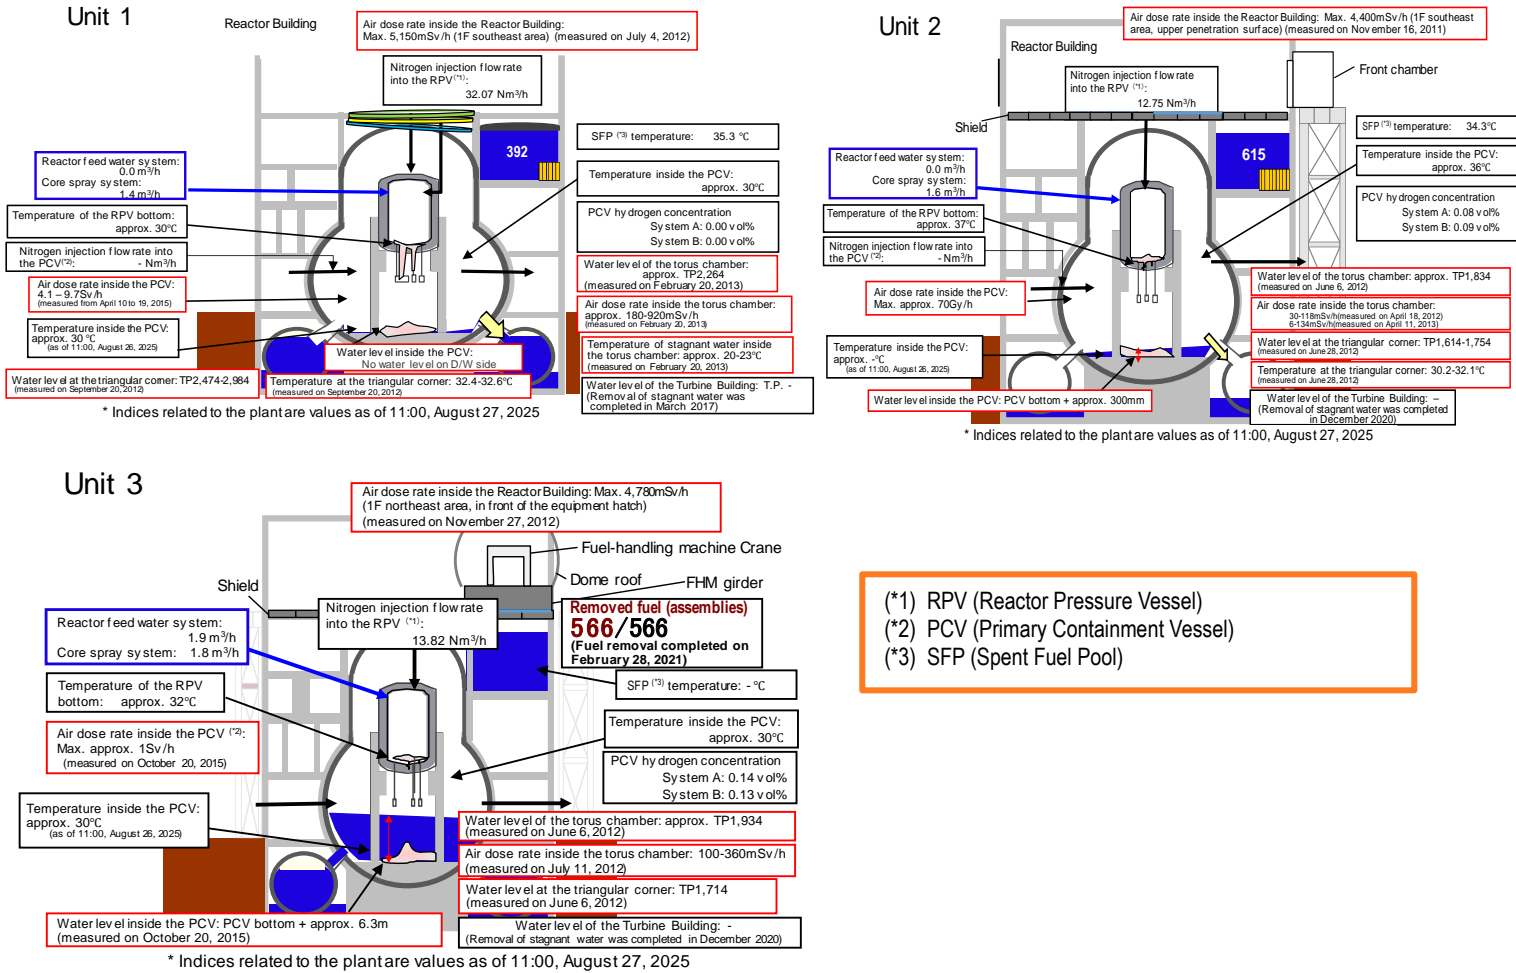 Unit 1
Reactor Building
Air dose rate inside the Reactor Building:
Max. 5,150mSv/h (1F southeast area) (measured on July 4, 2012)
Nitrogen injection flow rate
into the RPV(*1):
32.07 Nm³/h
392
SFP (*3) temperature: 35.3 ℃
Reactor feed water system:
0.0 m³/h
Core spray system:
1.4 m³/h
Temperature inside the PCV:
approx. 30℃
Temperature of the RPV bottom:
approx. 30℃
PCV hydrogen concentration
System A: 0.00 vol%
System B: 0.00 vol%
Nitrogen injection flow rate into
the PCV(*2): - Nm³/h
Water level of the torus chamber:
approx. TP2,264
(measured on February 20, 2013)
Air dose rate inside the PCV:
4.1 – 9.7Sv/h
(measured from April 10 to 19, 2015)
Air dose rate inside the torus chamber:
approx. 180-920mSv/h
(measured on February 20, 2013)
Temperature inside the PCV:
approx. 30 ℃
(as of 11:00, August 26, 2025)
Temperature of stagnant water inside
the torus chamber: approx. 20-23℃
(measured on February 20, 2013)
Water level inside the PCV:
No water level on D/W side
Water level at the triangular corner: TP2,474-2,984
(measured on September 20, 2012)
Temperature at the triangular corner: 32.4-32.6℃
(measured on September 20, 2012)
Water level of the Turbine Building: T.P. -
(Removal of stagnant water was
completed in March 2017)
* Indices related to the plant are values as of 11:00, August 27, 2025
Unit 2
Air dose rate inside the Reactor Building: Max. 4,400mSv/h (1F southeast
area, upper penetration surface) (measured on November 16, 2011)
Reactor Building
Nitrogen injection flow rate
into the RPV (*1):
12.75 Nm³/h
Front chamber
Shield
SFP (*3) temperature: 34.3℃
615
Reactor feed water system:
0.0 m³/h
Core spray system:
1.6 m³/h
Temperature inside the PCV:
approx. 36℃
Temperature of the RPV bottom:
approx. 37℃
PCV hydrogen concentration
System A: 0.08 vol%
System B: 0.09 vol%
Nitrogen injection flow rate into
the PCV (*2): -Nm³/h
Water level of the torus chamber: approx. TP1,834
(measured on June 6, 2012)
Air dose rate inside the PCV:
Max. approx. 70Gy/h
Air dose rate inside the torus chamber:
30-118mSv/h(measured on April 18, 2012)
6-134mSv/h(measured on April 11, 2013)
Temperature inside the PCV:
approx. -℃
(as of 11:00, August 26, 2025)
Water level at the triangular corner: TP1,614-1,754
(measured on June 28, 2012)
Temperature at the triangular corner: 30.2-32.1℃
(measured on June 28, 2012)
Water level inside the PCV: PCV bottom + approx. 300mm
Water level of the Turbine Building: –
(Removal of stagnant water was completed
in December 2020)
* Indices related to the plant are values as of 11:00, August 27, 2025
Unit 3
Air dose rate inside the Reactor Building: Max. 4,780mSv/h
(1F northeast area, in front of the equipment hatch)
(measured on November 27, 2012)
Fuel-handling machine Crane
Dome roof
Shield
FHM girder
Nitrogen injection flow rate
into the RPV (*1):
13.82 Nm³/h
Removed fuel (assemblies)
566/566
(Fuel removal completed on
February 28, 2021)
Reactor feed water system:
1.9 m³/h
Core spray system: 1.8 m³/h
SFP (*3) temperature: - ℃
Temperature of the RPV
bottom: approx. 32℃
Temperature inside the PCV:
approx. 30℃
Air dose rate inside the PCV (*2):
Max. approx. 1Sv/h
(measured on October 20, 2015)
PCV hydrogen concentration
System A: 0.14 vol%
System B: 0.13 vol%
Temperature inside the PCV:
approx. 30℃
(as of 11:00, August 26, 2025)
Water level of the torus chamber: approx. TP1,934
(measured on June 6, 2012)
Air dose rate inside the torus chamber: 100-360mSv/h
(measured on July 11, 2012)
Water level at the triangular corner: TP1,714
(measured on June 6, 2012)
Water level inside the PCV: PCV bottom + approx. 6.3m
(measured on October 20, 2015)
Water level of the Turbine Building: -
(Removal of stagnant water was completed in December 2020)
* Indices related to the plant are values as of 11:00, August 27, 2025
(*1) RPV (Reactor Pressure Vessel)
(*2) PCV (Primary Containment Vessel)
(*3) SFP (Spent Fuel Pool)